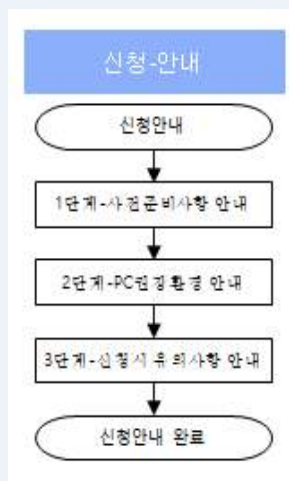 신청-안내
신청안내
1단계-사전준비사항 안내
2단계-PC권장환경 안내
3단계-신청시 유의사항 안내
신청안내 완료